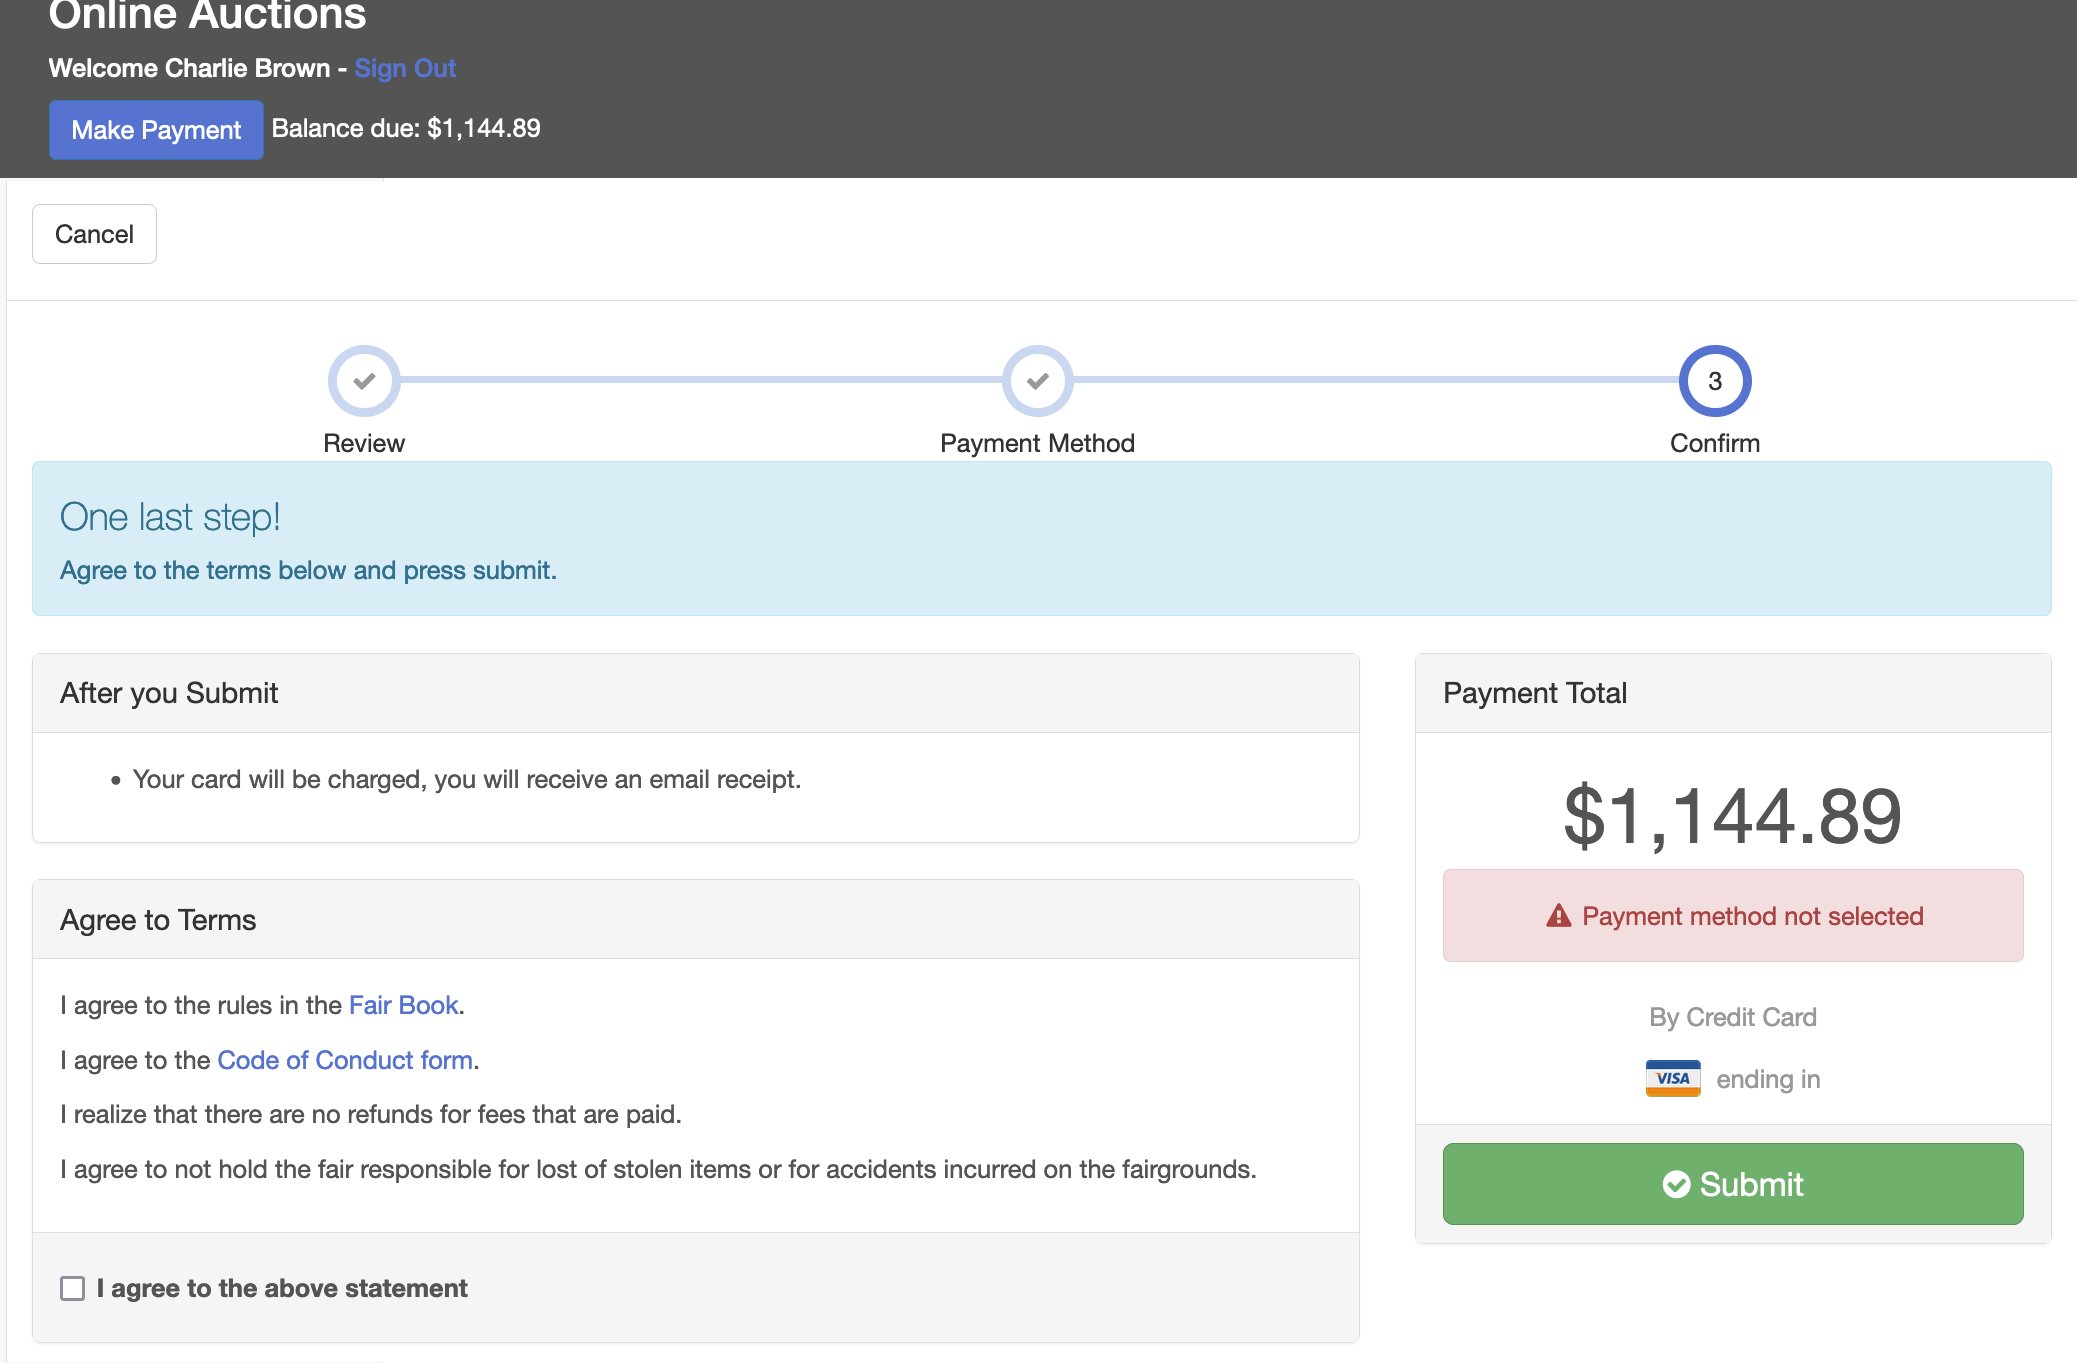 Online Auctions
Welcome Charlie Brown - Sign Out
Make Payment Balance due: $1,144.89
Cancel
3
Review Payment Method Confirm
One last step!
Agree to the terms below and press submit.
After you Submit
• Your card will be charged, you will receive an email receipt.
Agree to Terms
I agree to the rules in the Fair Book.
I agree to the Code of Conduct form.
I realize that there are no refunds for fees that are paid.
I agree to not hold the fair responsible for lost of stolen items or for accidents incurred on the fairgrounds.
I agree to the above statement
Payment Total
$1,144.89
Payment method not selected
By Credit Card
VISA ending in
Submit